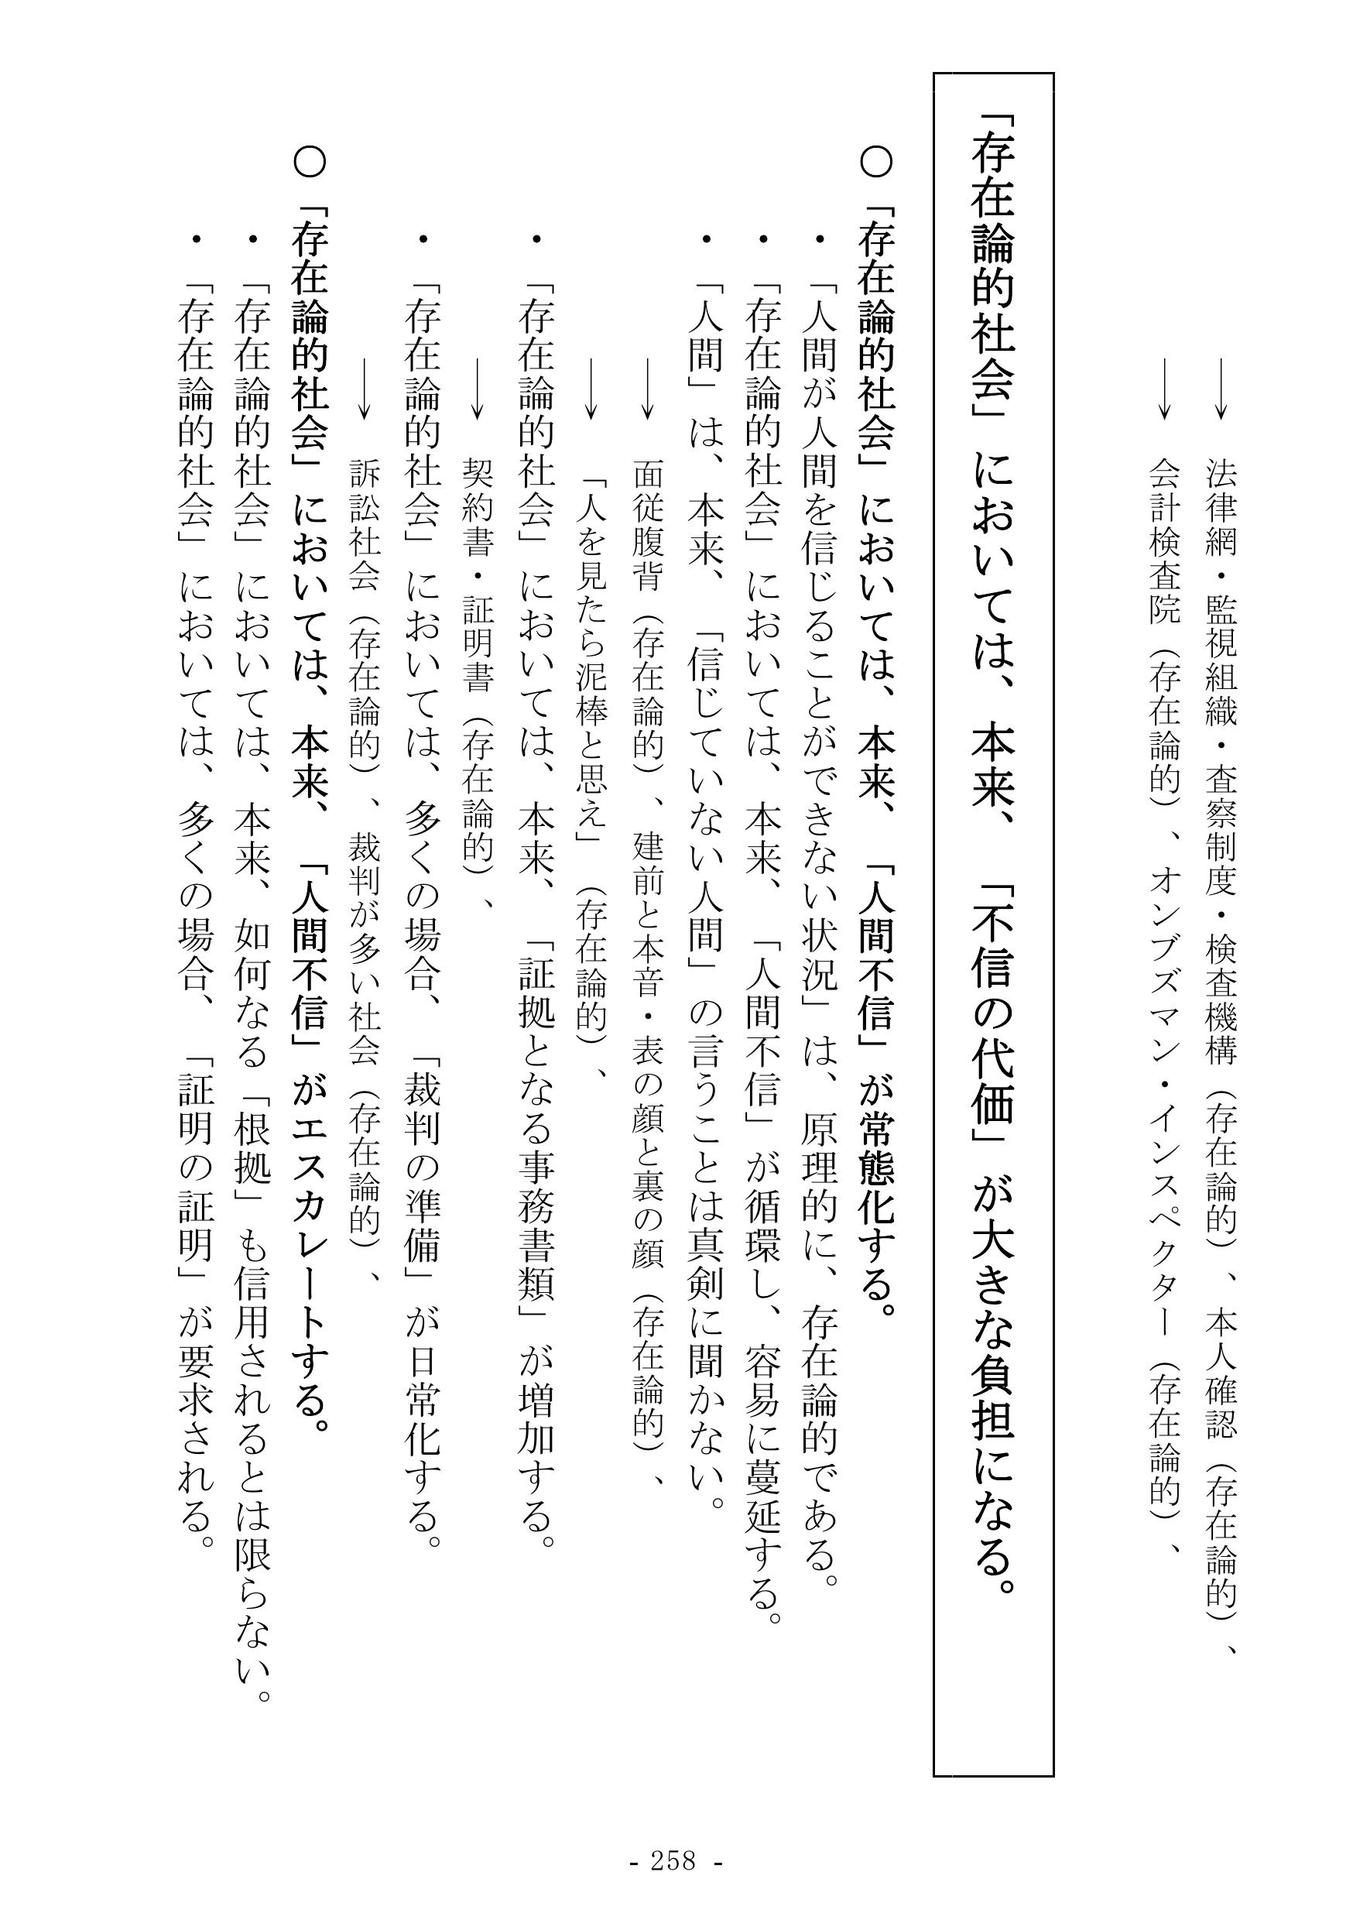 →　法律網・監視組織・査察制度・検査機構（存在論的）、本人確認（存在論的）、
→　会計検査院（存在論的）、オンブズマン・インスペクター（存在論的）、
「存在論的社会」においては、本来、「不信の代価」が大きな負担になる。
〇「存在論的社会」においては、本来、「人間不信」が常態化する。
・「人間が人間を信じることができない状況」は、原理的に、存在論的である。
・「存在論的社会」においては、本来、「人間不信」が循環し、容易に蔓延する。
・「人間」は、本来、「信じていない人間」の言うことは真剣に聞かない。
→　面従腹背（存在論的）、建前と本音・表の顔と裏の顔（存在論的）、
→　「人を見たら泥棒と思え」（存在論的）、
・「存在論的社会」においては、本来、「証拠となる事務書類」が増加する。
→　契約書・証明書（存在論的）、
・「存在論的社会」においては、多くの場合、「裁判の準備」が日常化する。
→　訴訟社会（存在論的）、裁判が多い社会（存在論的）、
〇「存在論的社会」においては、本来、「人間不信」がエスカレートする。
・「存在論的社会」においては、本来、如何なる「根拠」も信用されるとは限らない。
・「存在論的社会」においては、多くの場合、「証明の証明」が要求される。
- 258 -